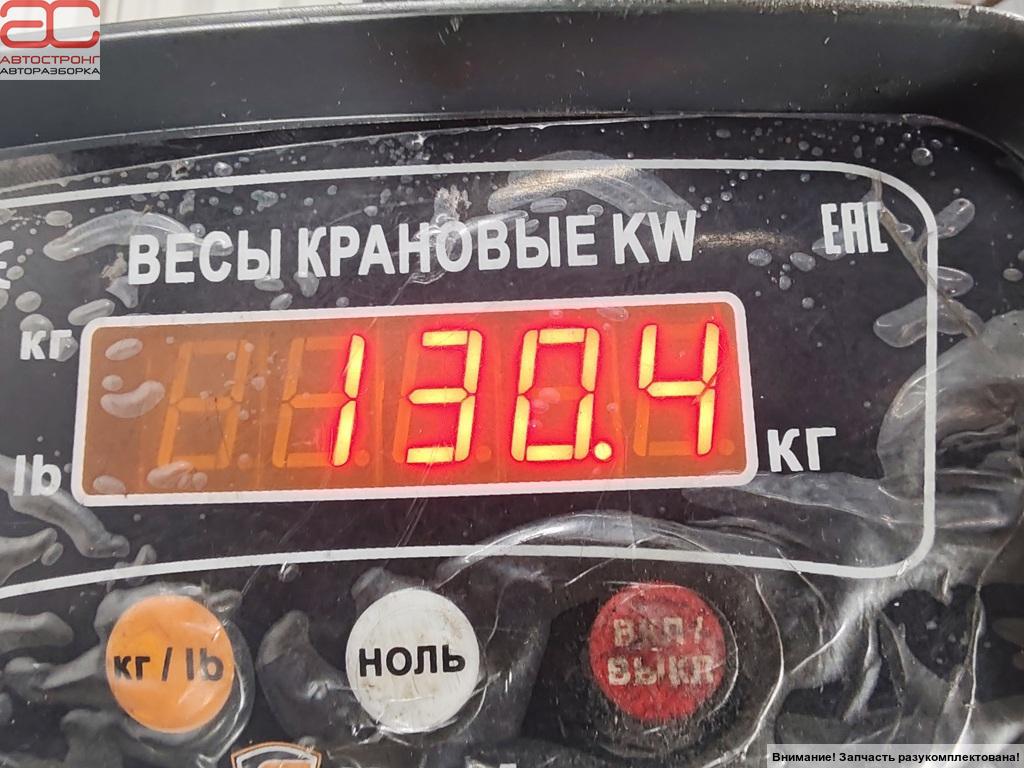 ac
АВТОСТРОНГ
АВТОРАЗБОРКА
ВЕСЫ КРАНОВЫЕ KW
EAC
кг
130.4
lb
кг
кг / lb
НОЛЬ
ВКЛ /
ВЫКЛ
Внимание! Запчасть разукомплектована!